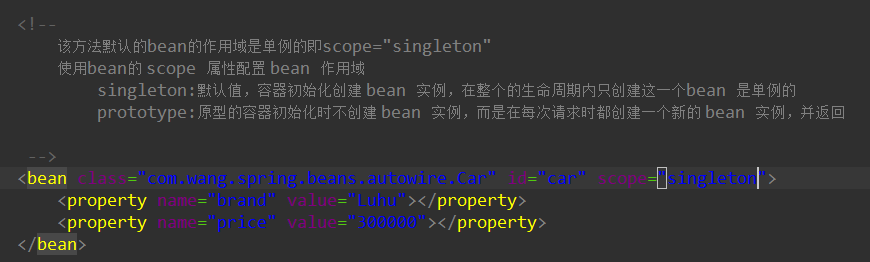 <!--
该方法默认的bean的作用域是单例的即scope="singleton"
使用bean的 scope 属性配置 bean 作用域
singleton:默认值，容器初始化创建 bean 实例，在整个的生命周期内只创建这一个bean 是单例的
prototype:原型的容器初始化时不创建 bean 实例，而是在每次请求时都创建一个新的 bean 实例，并返回
-->
<bean class="com.wang.spring.beans.autowire.Car" id="car" scope="singleton">
<property name="brand" value="Luhu"></property>
<property name="price" value="300000"></property>
</bean>